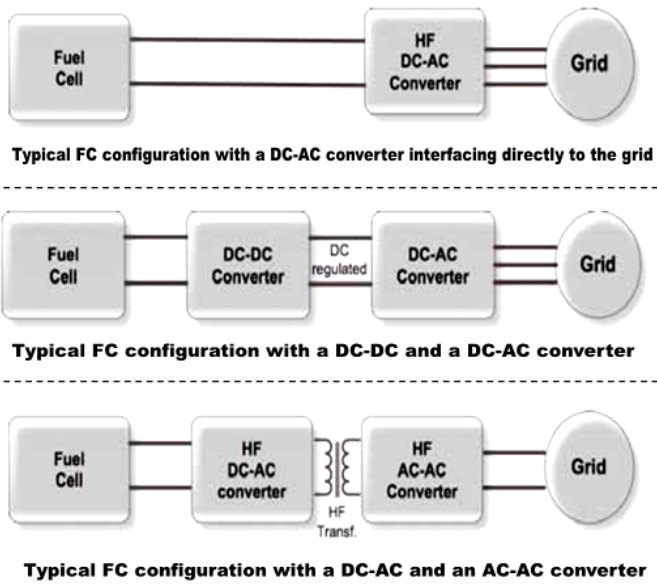 Fuel
Cell
HF
DC-AC
Converter
Grid
Typical FC configuration with a DC-AC converter interfacing directly to the grid
Fuel
Cell
DC-DC
Converter
DC
regulated
DC-AC
Converter
Grid
Typical FC configuration with a DC-DC and a DC-AC converter
Fuel
Cell
HF
DC-AC
converter
HF
Transf.
HF
AC-AC
Converter
Grid
Typical FC configuration with a DC-AC and an AC-AC converter